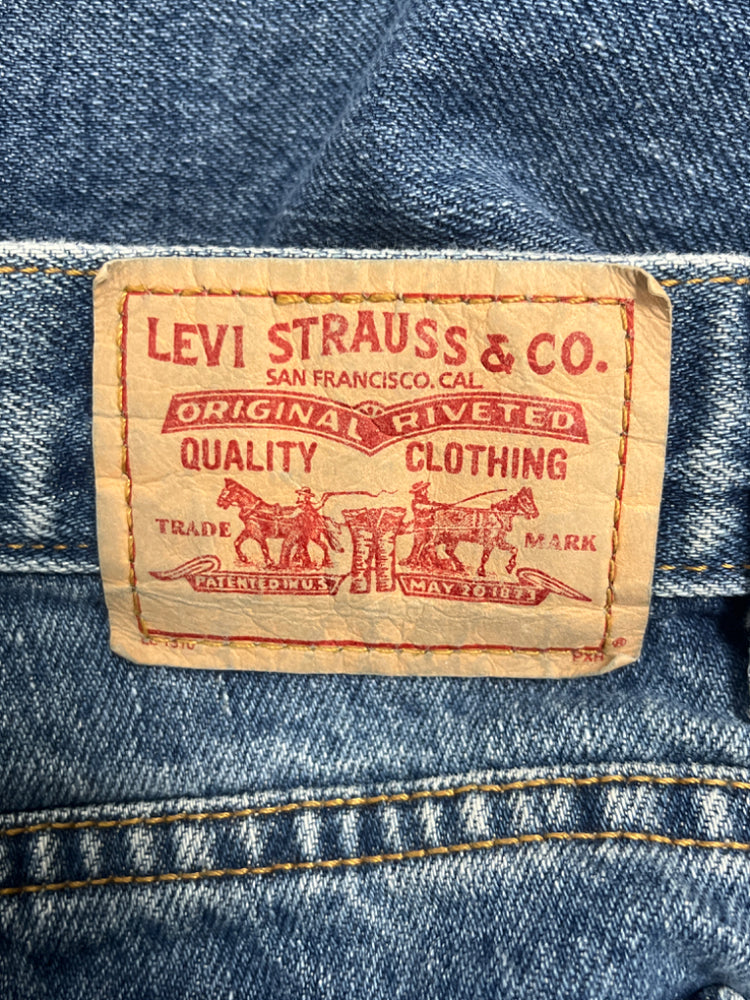 LEVI STRAUSS & CO.
SAN FRANCISCO, CAL.
ORIGINAL RIVETED
QUALITY CLOTHING
TRADE MARK
PATENTED IN U.S. MAY 20 1873
®